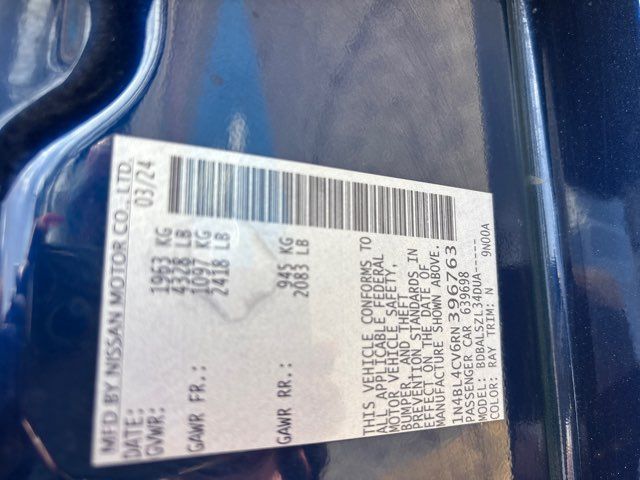 MFD BY NISSAN MOTOR CO., LTD.
DATE: 03/24
GVWR: 1963 KG
4328 LB
GAWR FR.: 1097 KG
2418 LB
GAWR RR.: 945 KG
2083 LB
THIS VEHICLE CONFORMS TO
ALL APPLICABLE FEDERAL
MOTOR VEHICLE SAFETY,
BUMPER, AND THEFT
PREVENTION STANDARDS IN
EFFECT ON THE DATE OF
MANUFACTURE SHOWN ABOVE.
1N4BL4CV6RN396763
PASSENGER CAR 639698
MODEL: BDBALSZL34DUA-----
COLOR: RAY TRIM: N 9N00A